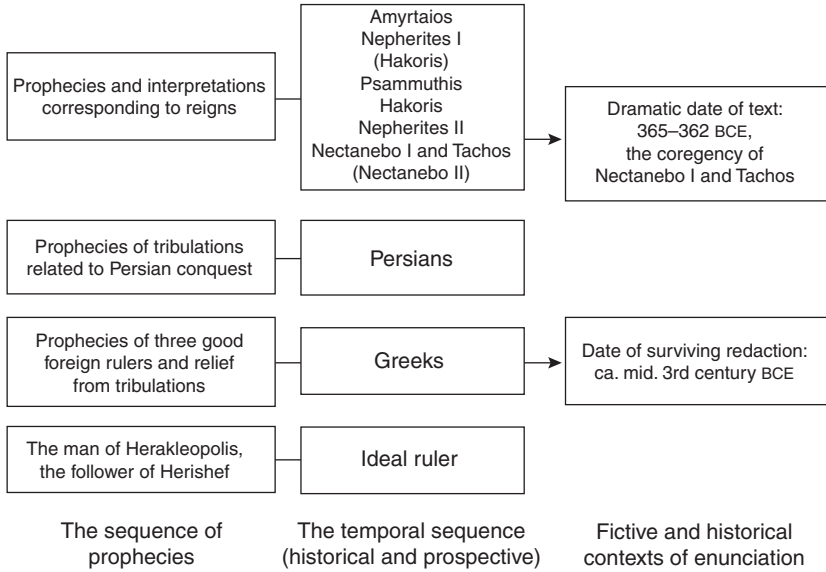 Prophecies and interpretations
corresponding to reigns
Amyrtaios
Nepherites I
(Hakoris)
Psammuthis
Hakoris
Nepherites II
Nectanebo I and Tachos
(Nectanebo II)
Dramatic date of text:
365–362 BCE,
the coregency of
Nectanebo I and Tachos
Prophecies of tribulations
related to Persian conquest
Persians
Prophecies of three good
foreign rulers and relief
from tribulations
Greeks
Date of surviving redaction:
ca. mid. 3rd century BCE
The man of Herakleopolis,
the follower of Herishef
Ideal ruler
The sequence of
prophecies
The temporal sequence
(historical and prospective)
Fictive and historical
contexts of enunciation